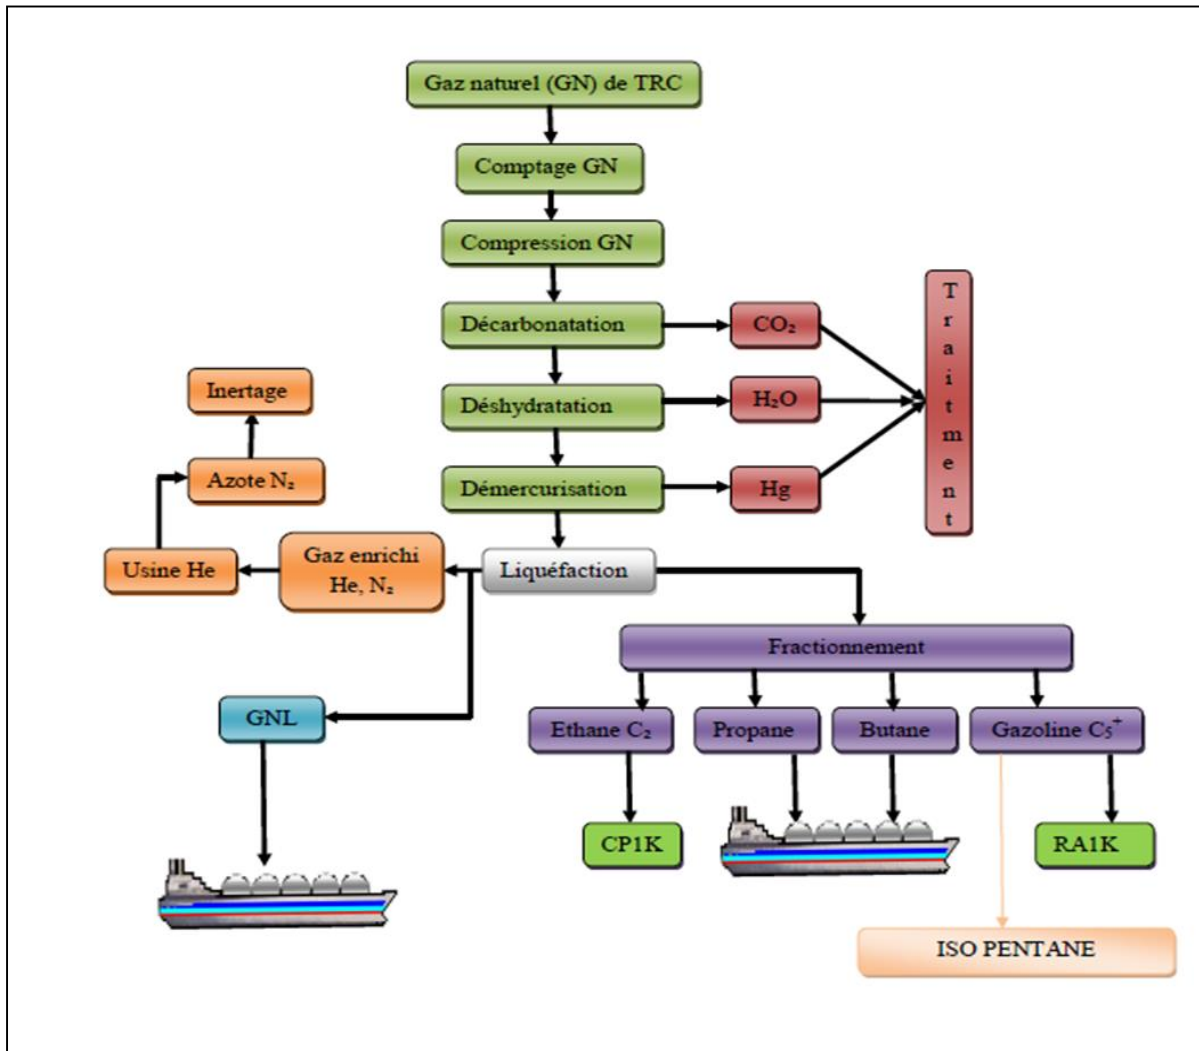 Gaz naturel (GN) de TRC
Comptage GN
Compression GN
Décarbonatation
CO₂
Traitment
Inertage
Déshydratation
H₂O
Azote N₂
Démercurisation
Hg
Usine He
Gaz enrichi
He, N₂
Liquéfaction
Fractionnement
GNL
Ethane C₂
Propane
Butane
Gazoline C₅⁺
CP1K
RA1K
ISO PENTANE